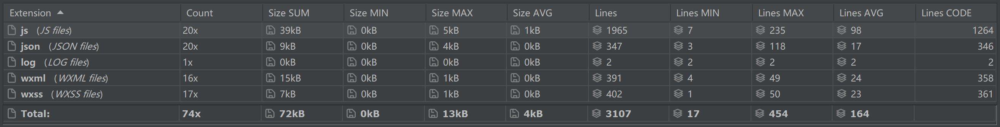 Extension Count Size SUM Size MIN Size MAX Size AVG Lines Lines MIN Lines MAX Lines AVG Lines CODE
js (JS files) 20x 39kB 0kB 5kB 1kB 1965 7 235 98 1264
json (JSON files) 20x 9kB 0kB 4kB 0kB 347 3 118 17 346
log (LOG files) 1x 0kB 0kB 0kB 0kB 2 2 2 2 2
wxml (WXML files) 16x 15kB 0kB 1kB 0kB 391 4 49 24 358
wxss (WXSS files) 17x 7kB 0kB 1kB 0kB 402 1 50 23 361
Total: 74x 72kB 0kB 13kB 4kB 3107 17 454 164